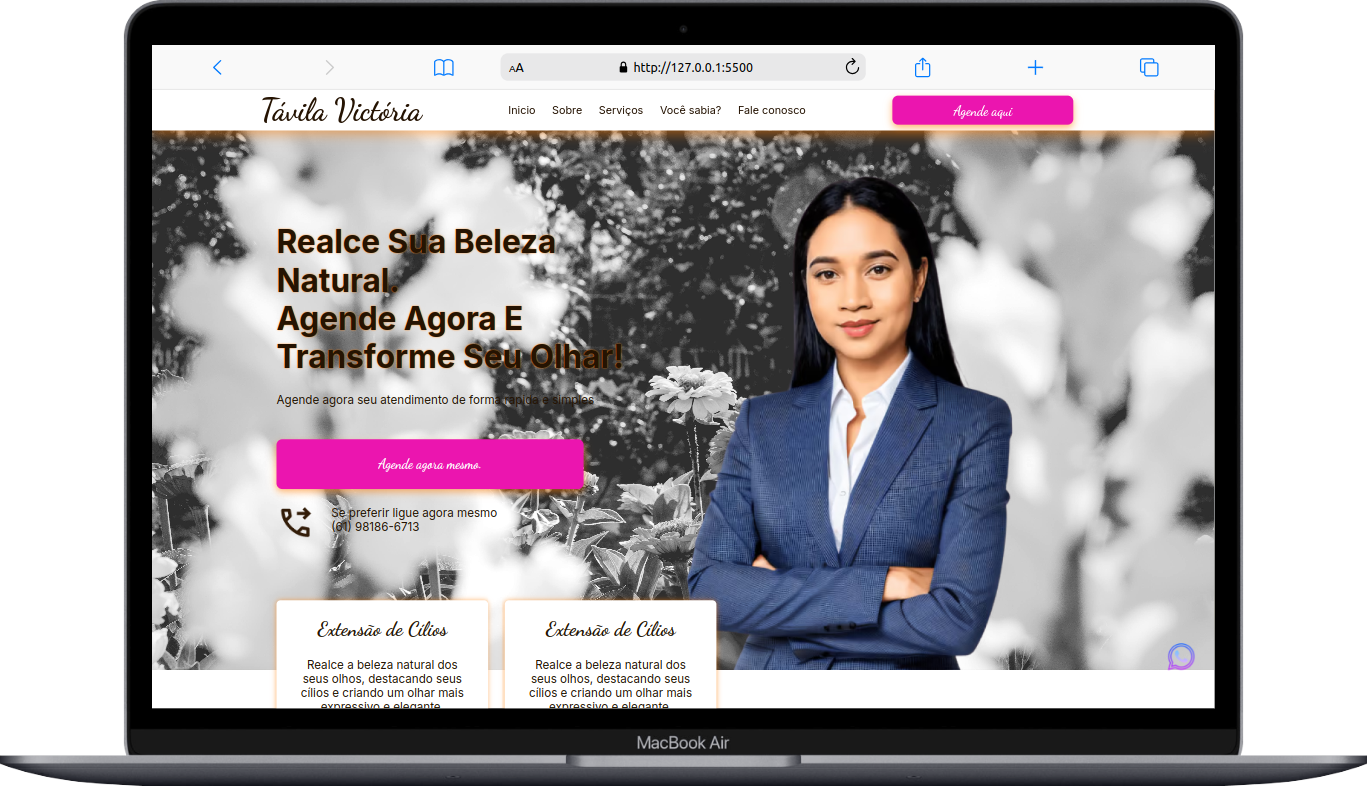 AA
http://127.0.0.1:5500
Távila Victória
Inicio Sobre Serviços Você sabia? Fale conosco
Agende aqui
Realce Sua Beleza
Natural.
Agende Agora E
Transforme Seu Olhar!
Agende agora seu atendimento de forma rapida e simples
Agende agora mesmo.
Se preferir ligue agora mesmo
(61) 98186-6713
Extensão de Cílios
Realce a beleza natural dos
seus olhos, destacando seus
cílios e criando um olhar mais
expressivo e elegante
Extensão de Cílios
Realce a beleza natural dos
seus olhos, destacando seus
cílios e criando um olhar mais
expressivo e elegante
MacBook Air